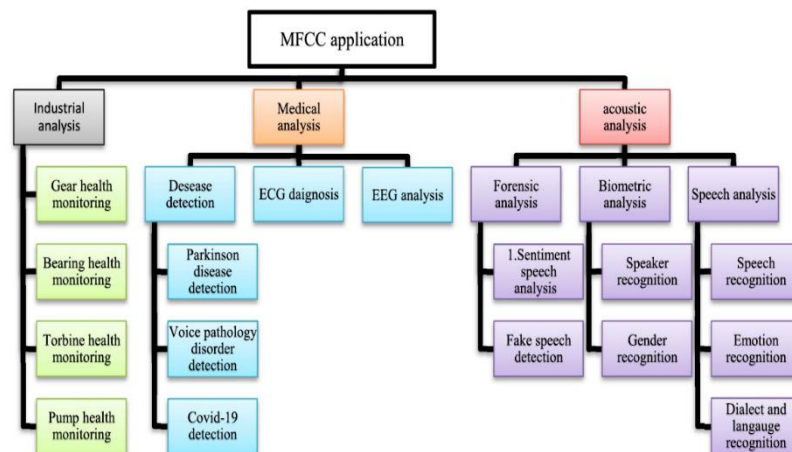 MFCC application
Industrial
analysis
Medical
analysis
acoustic
analysis
Gear health
monitoring
Bearing health
monitoring
Torbine health
monitoring
Pump health
monitoring
Desease
detection
ECG daignosis
EEG analysis
Parkinson
disease
detection
Voice pathology
disorder
detection
Covid-19
detection
Forensic
analysis
Biometric
analysis
Speech analysis
1.Sentiment
speech
analysis
Fake speech
detection
Speaker
recognition
Gender
recognition
Speech
recognition
Emotion
recognition
Dialect and
langauge
recognition